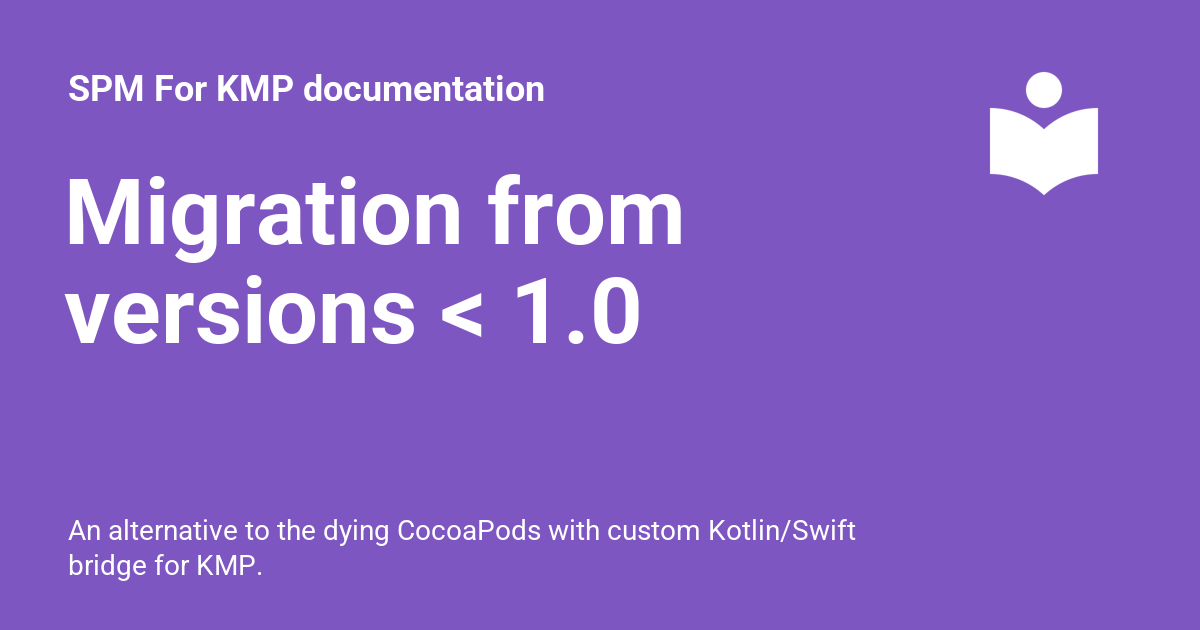 SPM For KMP documentation
Migration from
versions < 1.0
An alternative to the dying CocoaPods with custom Kotlin/Swift
bridge for KMP.